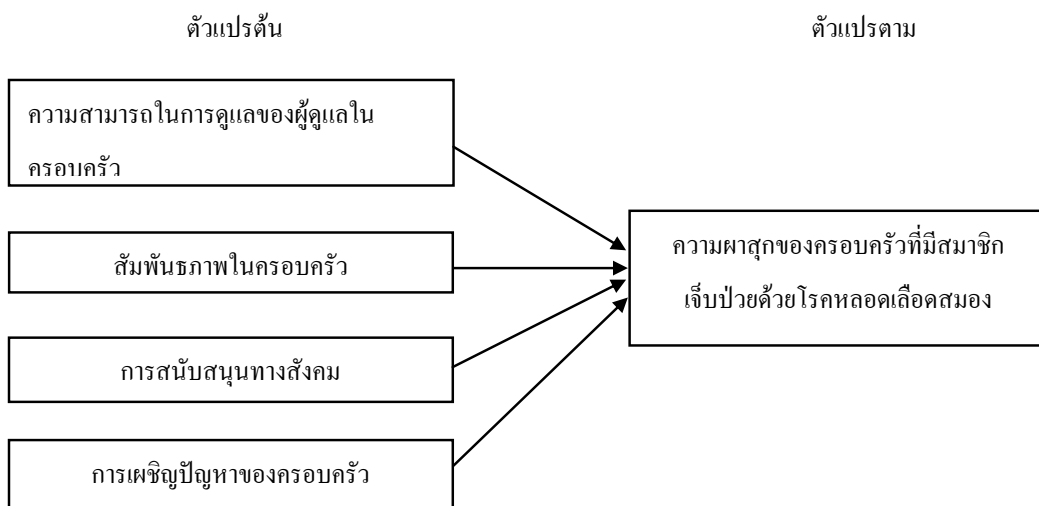 ตัวแปรต้น
ตัวแปรตาม
ความสามารถในการดูแลของผู้ดูแลใน
ครอบครัว
สัมพันธภาพในครอบครัว
การสนับสนุนทางสังคม
การเผชิญปัญหาของครอบครัว
ความผาสุกของครอบครัวที่มีสมาชิก
เจ็บป่วยด้วยโรคหลอดเลือดสมอง